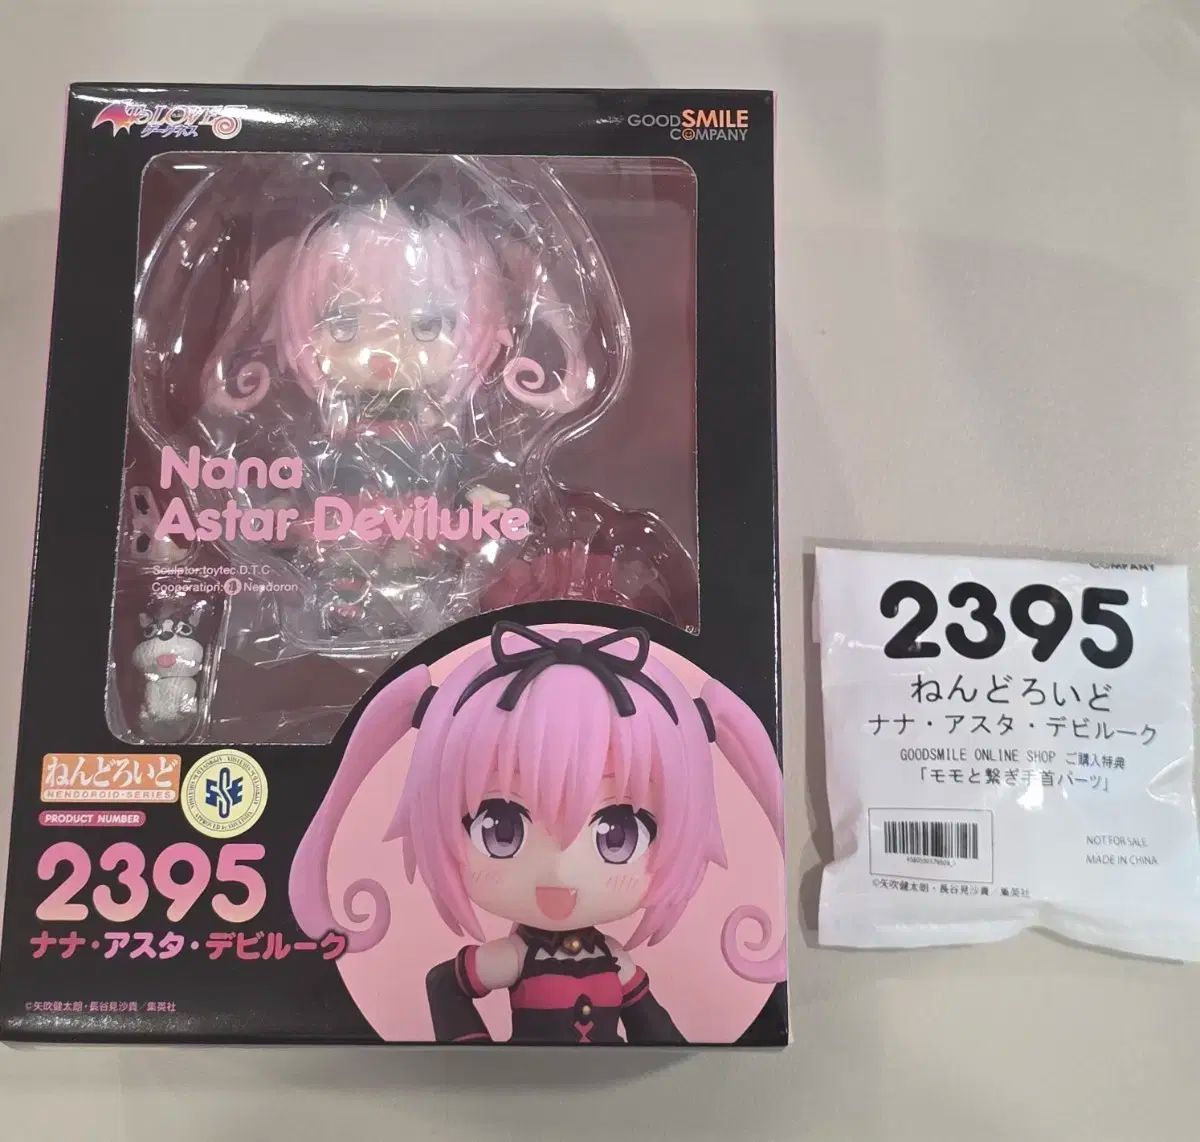 To LOVEる
ダークネス
GOOD SMILE
COMPANY
Nana
Astar Deviluke
Sculptor:toytec D.T.C
Cooperation: Nendoron
ねんどろいど
NENDOROID·SERIES
PRODUCT NUMBER
2395
ナナ・アスタ・デビルーク
©矢吹健太朗・長谷見沙貴／集英社
COMPANY
2395
ねんどろいど
ナナ・アスタ・デビルーク
GOODSMILE ONLINE SHOP ご購入特典
「モモと繋ぎ手首パーツ」
NOT FOR SALE
MADE IN CHINA
©矢吹健太朗・長谷見沙貴／集英社